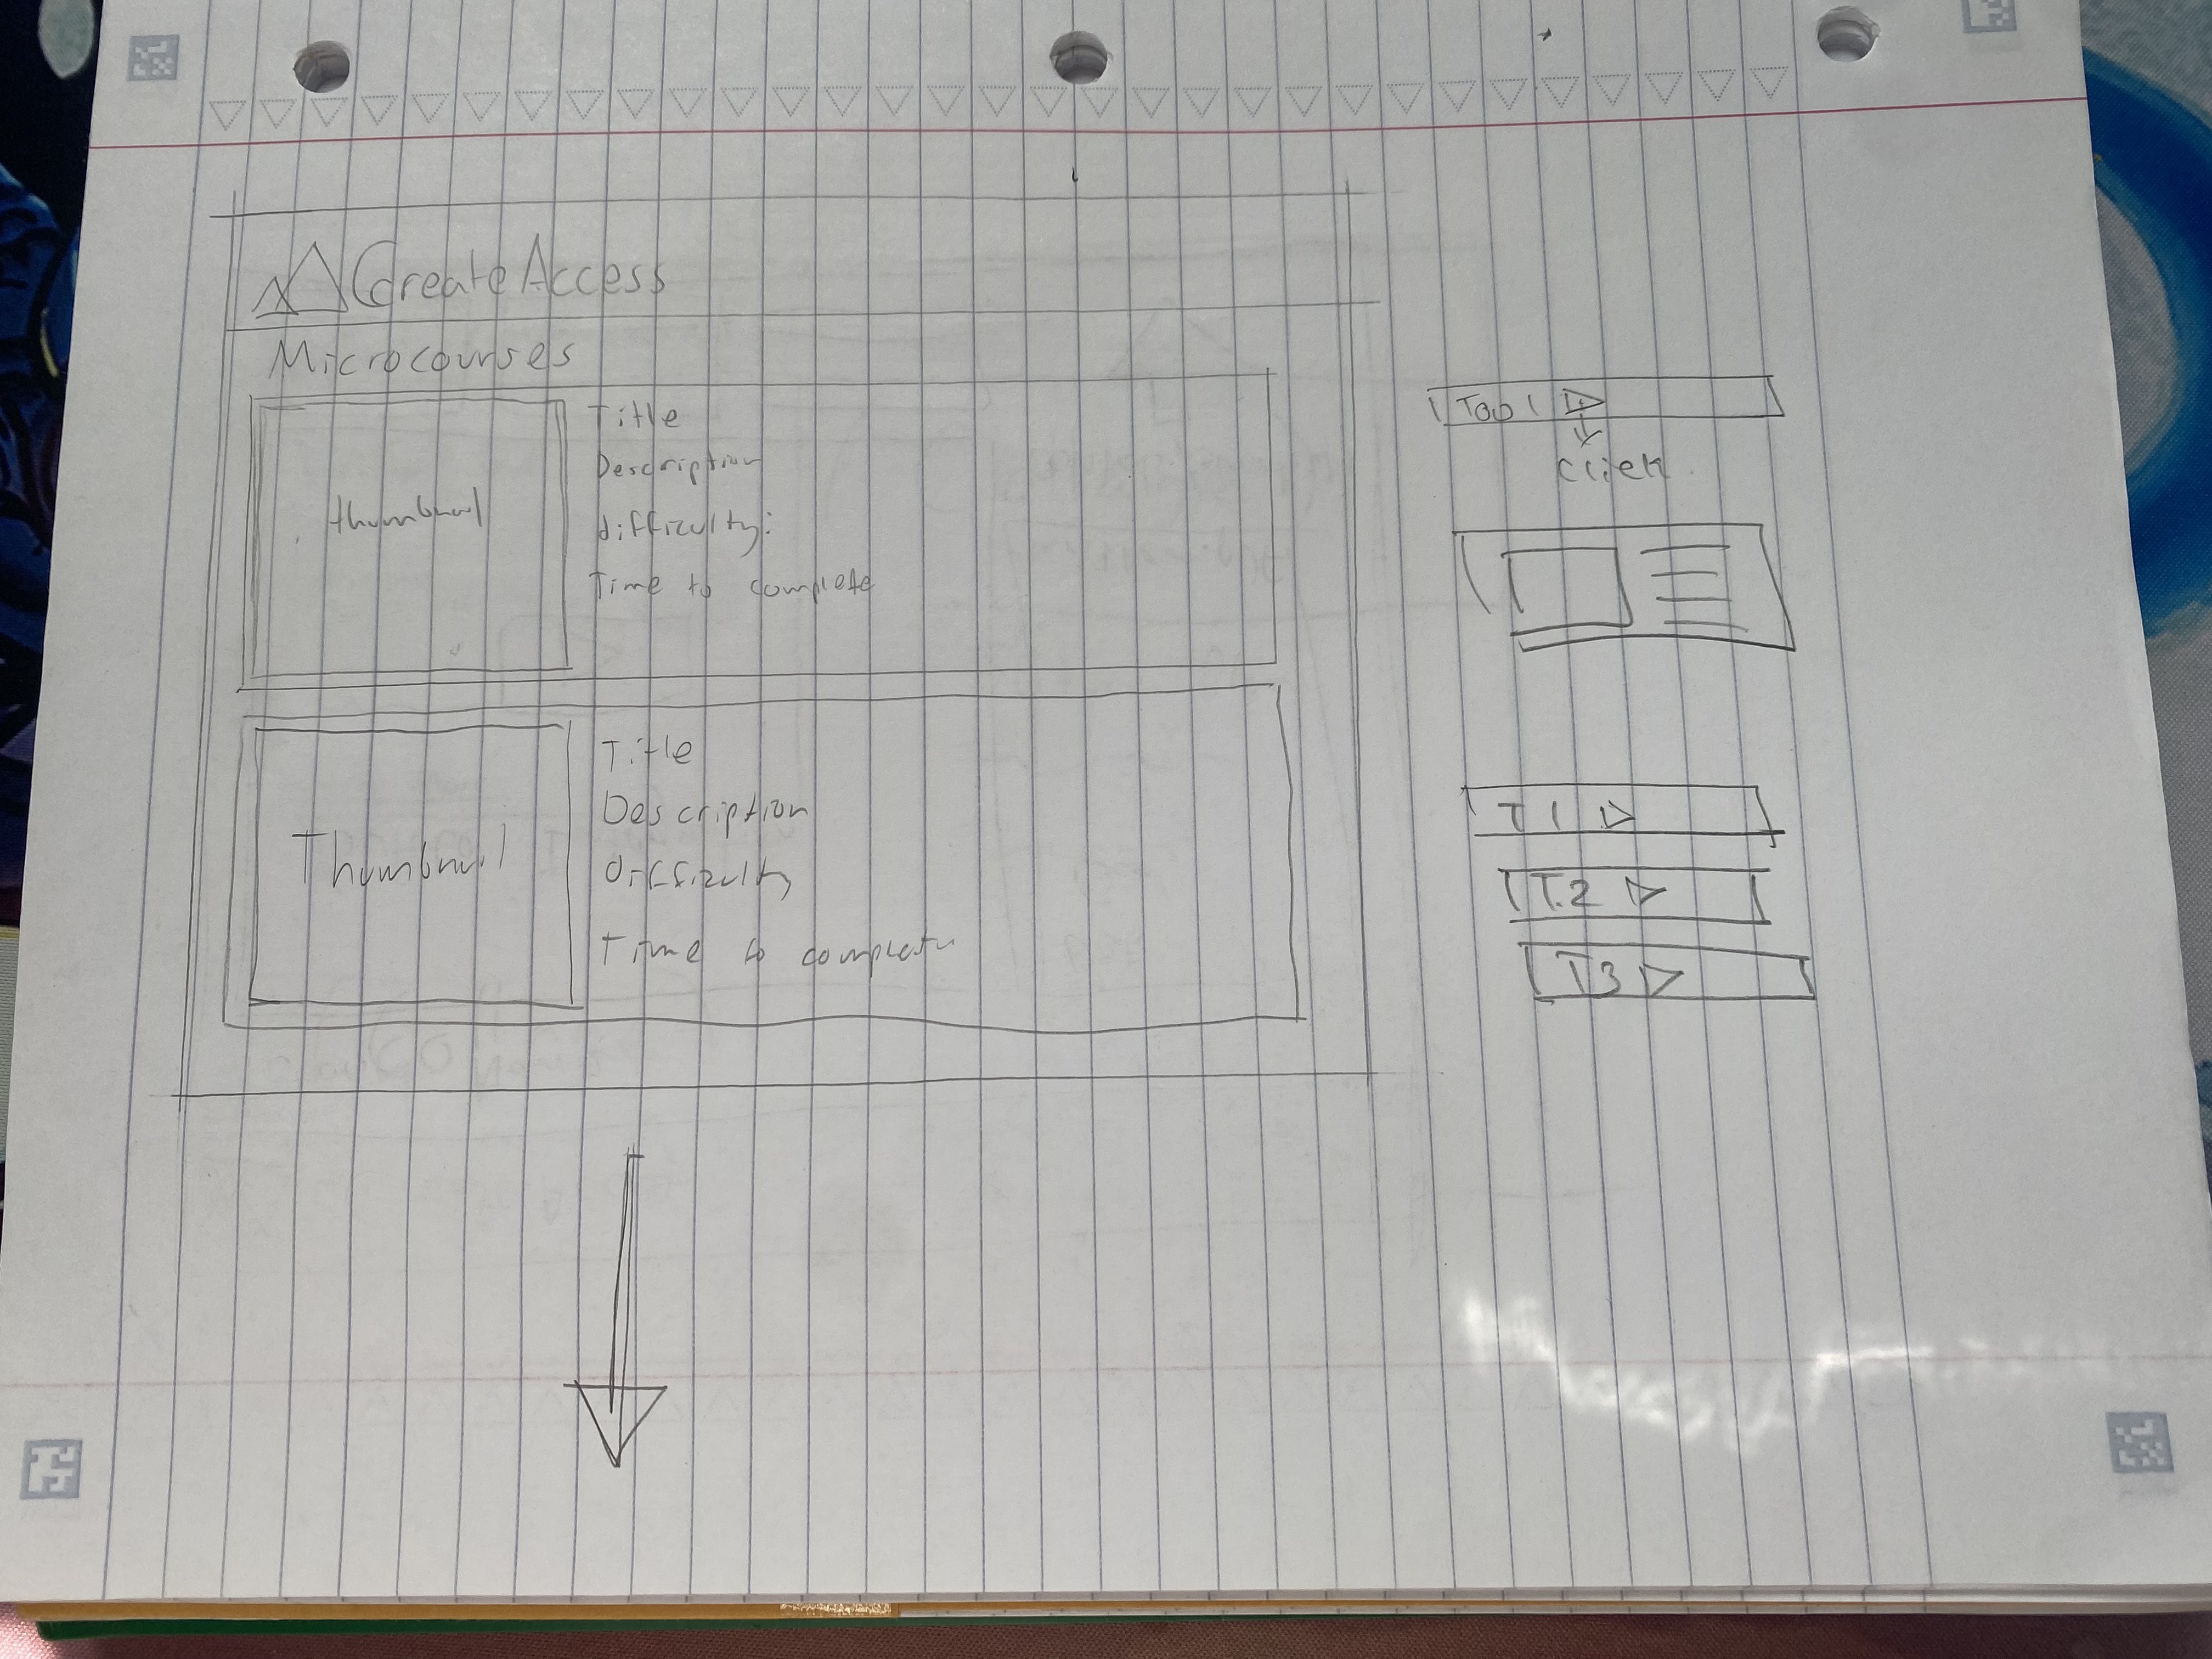 CreateAccess
Microcourses
thumbnail
Title
Description
difficulty:
Time to complete
Thumbnail
Title
Description
Difficulty
Time to complete
Tool
click
T1
T2
T3